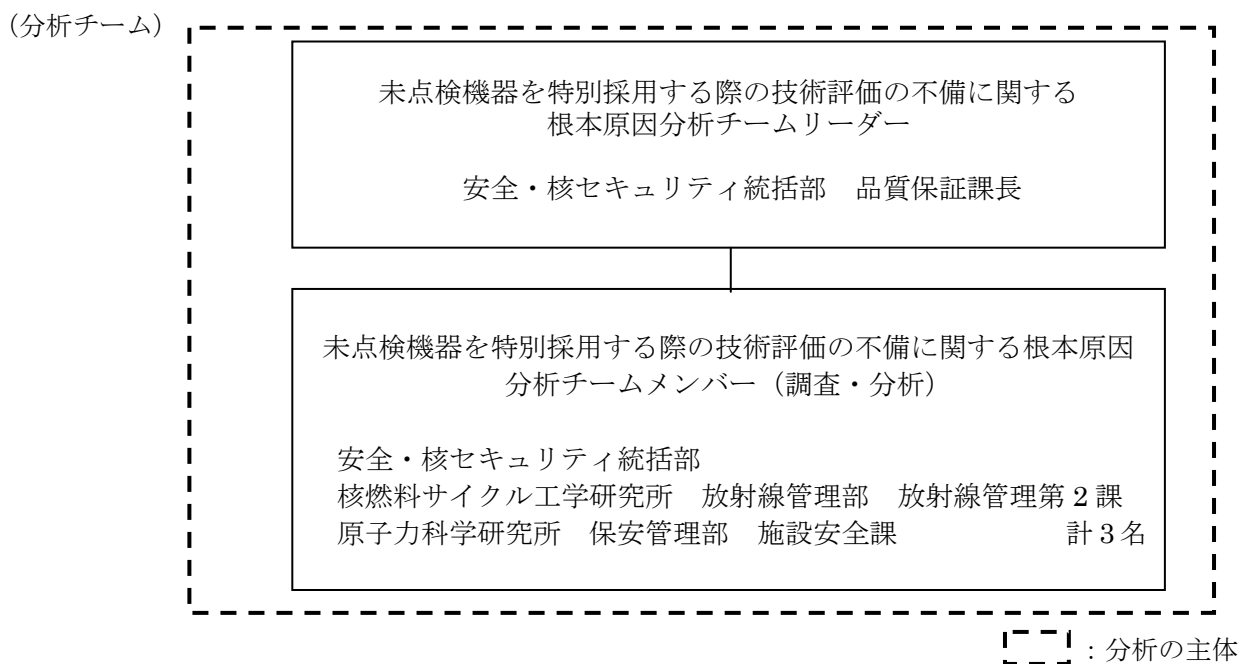 （分析チーム）
未点検機器を特別採用する際の技術評価の不備に関する
根本原因分析チームリーダー
安全・核セキュリティ統括部　品質保証課長
未点検機器を特別採用する際の技術評価の不備に関する根本原因
分析チームメンバー（調査・分析）
安全・核セキュリティ統括部
核燃料サイクル工学研究所　放射線管理部　放射線管理第２課
原子力科学研究所　保安管理部　施設安全課　計３名
：分析の主体